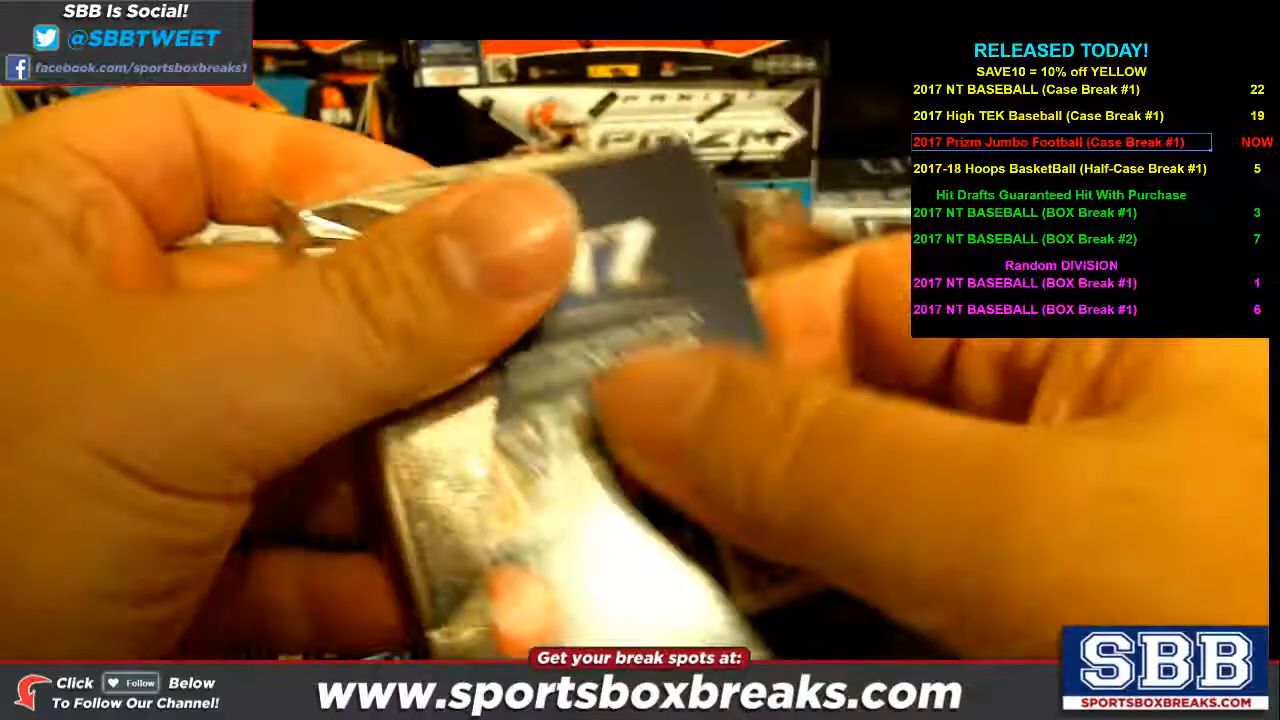 SBB Is Social!
@SBBTWEET
facebook.com/sportsboxbreaks1
PANINI
PRIZM
RELEASED TODAY!
SAVE10 = 10% off YELLOW
2017 NT BASEBALL (Case Break #1) 22
2017 High TEK Baseball (Case Break #1) 19
2017 Prizm Jumbo Football (Case Break #1) NOW
2017-18 Hoops BasketBall (Half-Case Break #1) 5
Hit Drafts Guaranteed Hit With Purchase
2017 NT BASEBALL (BOX Break #1) 3
2017 NT BASEBALL (BOX Break #2) 7
Random DIVISION
2017 NT BASEBALL (BOX Break #1) 1
2017 NT BASEBALL (BOX Break #1) 6
Get your break spots at:
Click Follow Below
To Follow Our Channel!
www.sportsboxbreaks.com
SBB
SPORTSBOXBREAKS.COM